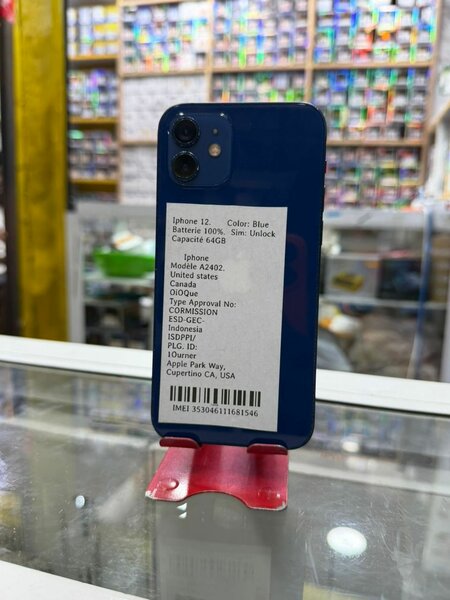 Iphone 12. Color: Blue
Batterie 100%. Sim: Unlock
Capacité 64GB
Iphone
Modèle A2402.
United states
Canada
OiOQue
Type Approval No:
CORMISSION
ESD-GEC-
Indonesia
ISDPPI/
PLG. ID:
1Ourner
Apple Park Way,
Cupertino CA, USA
IMEI 353046111681546